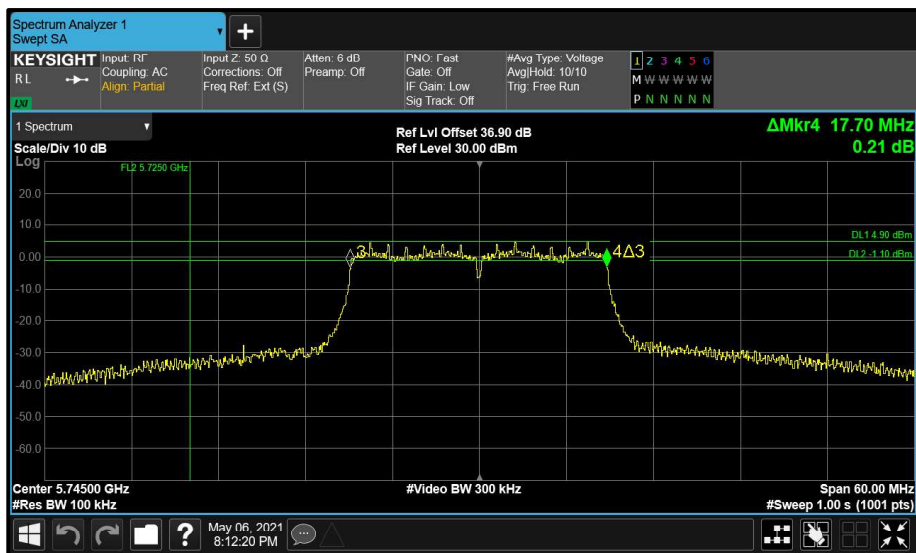 Spectrum Analyzer 1
Swept SA
+
KEYSIGHT
RL
LXI
Input: RF
Coupling: AC
Align: Partial
Input Z: 50 Ω
Corrections: Off
Freq Ref: Ext (S)
Atten: 6 dB
Preamp: Off
PNO: Fast
Gate: Off
IF Gain: Low
Sig Track: Off
#Avg Type: Voltage
Avg|Hold: 10/10
Trig: Free Run
1 2 3 4 5 6
M W W W W W
P N N N N N
1 Spectrum
Scale/Div 10 dB
Ref Lvl Offset 36.90 dB
Ref Level 30.00 dBm
ΔMkr4 17.70 MHz
0.21 dB
Log
FL2 5.7250 GHz
20.0
10.0
DL1 4.90 dBm
3
4Δ3
0.00
DL2 -1.10 dBm
-10.0
-20.0
-30.0
-40.0
-50.0
-60.0
Center 5.74500 GHz
#Video BW 300 kHz
Span 60.00 MHz
#Res BW 100 kHz
#Sweep 1.00 s (1001 pts)
?
May 06, 2021
8:12:20 PM